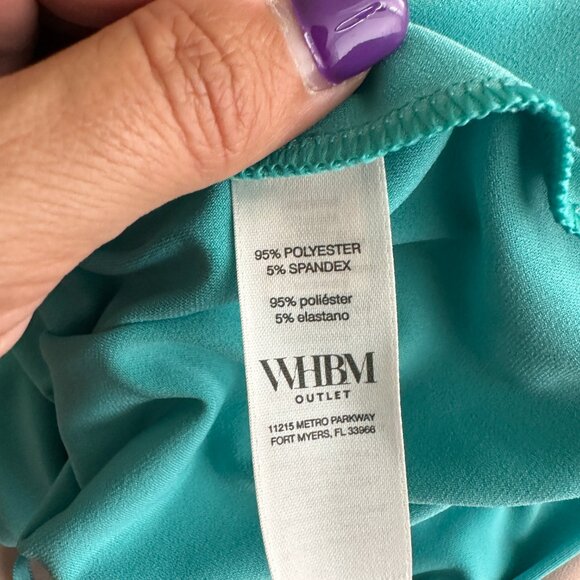 95% POLYESTER
5% SPANDEX
95% poliéster
5% elastano
WHBM
OUTLET
11215 METRO PARKWAY
FORT MYERS, FL 33966